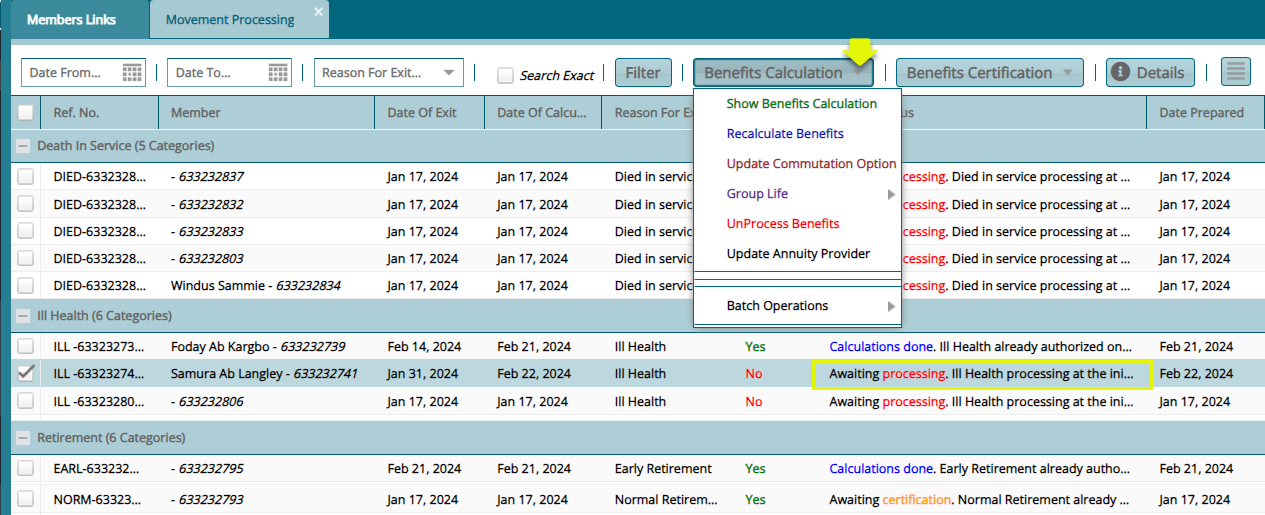 Members Links Movement Processing ×
Date From... Date To... Reason For Exit... Search Exact Filter Benefits Calculation Benefits Certification Details
Ref. No. Member Date Of Exit Date Of Calcu... Reason For Ex us Date Prepared
Death In Service (5 Categories)
DIED-6332328... - 633232837 Jan 17, 2024 Jan 17, 2024 Died in servic cessing. Died in service processing at ... Jan 17, 2024
DIED-6332328... - 633232832 Jan 17, 2024 Jan 17, 2024 Died in servic cessing. Died in service processing at ... Jan 17, 2024
DIED-6332328... - 633232833 Jan 17, 2024 Jan 17, 2024 Died in servic cessing. Died in service processing at ... Jan 17, 2024
DIED-6332328... - 633232803 Jan 17, 2024 Jan 17, 2024 Died in servic cessing. Died in service processing at ... Jan 17, 2024
DIED-6332328... Windus Sammie - 633232834 Jan 17, 2024 Jan 17, 2024 Died in servic cessing. Died in service processing at ... Jan 17, 2024
Show Benefits Calculation
Recalculate Benefits
Update Commutation Option
Group Life
UnProcess Benefits
Update Annuity Provider
Batch Operations
Ill Health (6 Categories)
ILL -63323273... Foday Ab Kargbo - 633232739 Feb 14, 2024 Feb 21, 2024 Ill Health Yes Calculations done. Ill Health already authorized on... Feb 21, 2024
ILL -63323274... Samura Ab Langley - 633232741 Jan 31, 2024 Feb 22, 2024 Ill Health No Awaiting processing. Ill Health processing at the ini... Feb 22, 2024
ILL -63323280... - 633232806 Jan 17, 2024 Jan 17, 2024 Ill Health No Awaiting processing. Ill Health processing at the ini... Jan 17, 2024
Retirement (6 Categories)
EARL-633232... - 633232795 Feb 21, 2024 Feb 21, 2024 Early Retirement Yes Calculations done. Early Retirement already autho... Feb 21, 2024
NORM-63323... - 633232793 Jan 17, 2024 Jan 17, 2024 Normal Retirem... Yes Awaiting certification. Normal Retirement already ... Jan 17, 2024